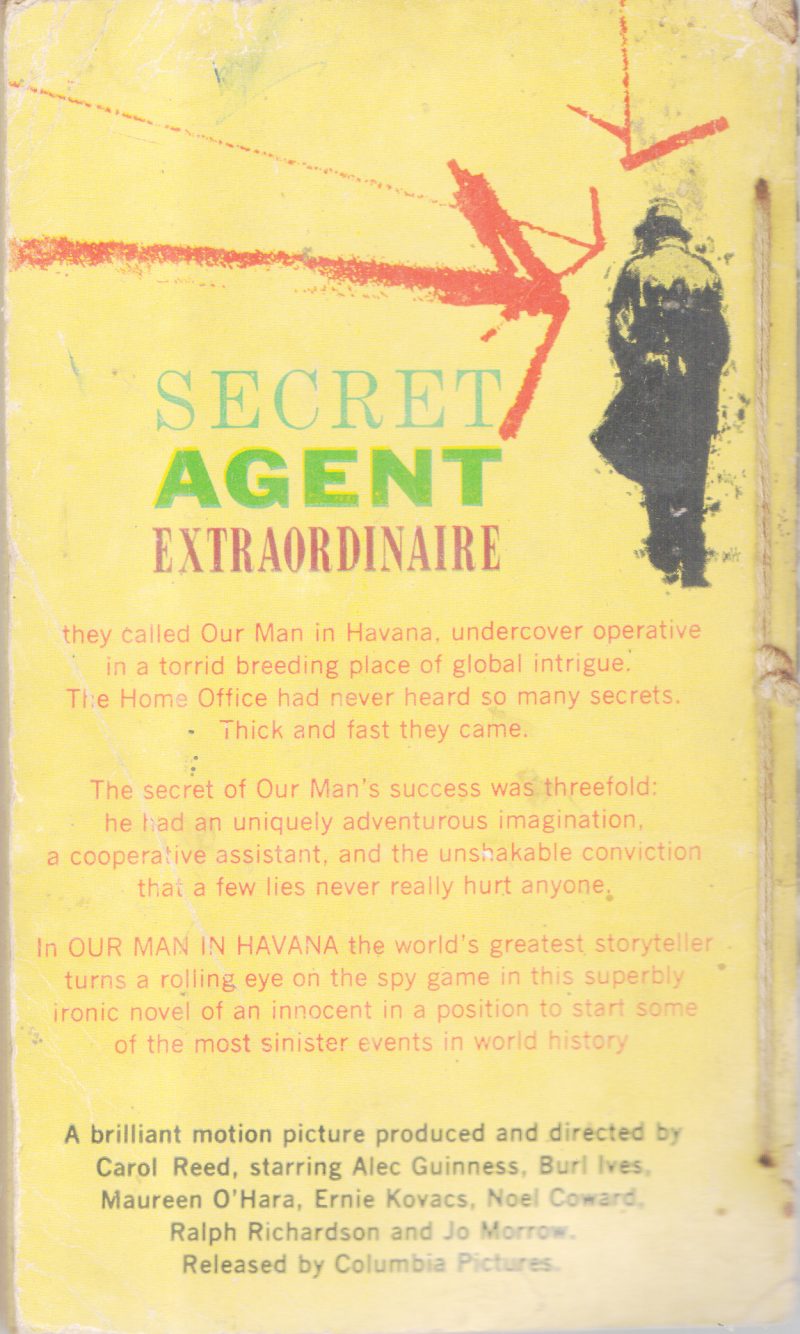 SECRET
AGENT
EXTRAORDINAIRE
they called Our Man in Havana, undercover operative
in a torrid breeding place of global intrigue.
The Home Office had never heard so many secrets.
Thick and fast they came.
The secret of Our Man's success was threefold:
he had an uniquely adventurous imagination,
a cooperative assistant, and the unshakable conviction
that a few lies never really hurt anyone.
In OUR MAN IN HAVANA the world's greatest storyteller
turns a rolling eye on the spy game in this superbly
ironic novel of an innocent in a position to start some
of the most sinister events in world history
A brilliant motion picture produced and directed by
Carol Reed, starring Alec Guinness, Burl Ives,
Maureen O'Hara, Ernie Kovacs, Noel Coward,
Ralph Richardson and Jo Morrow.
Released by Columbia Pictures.